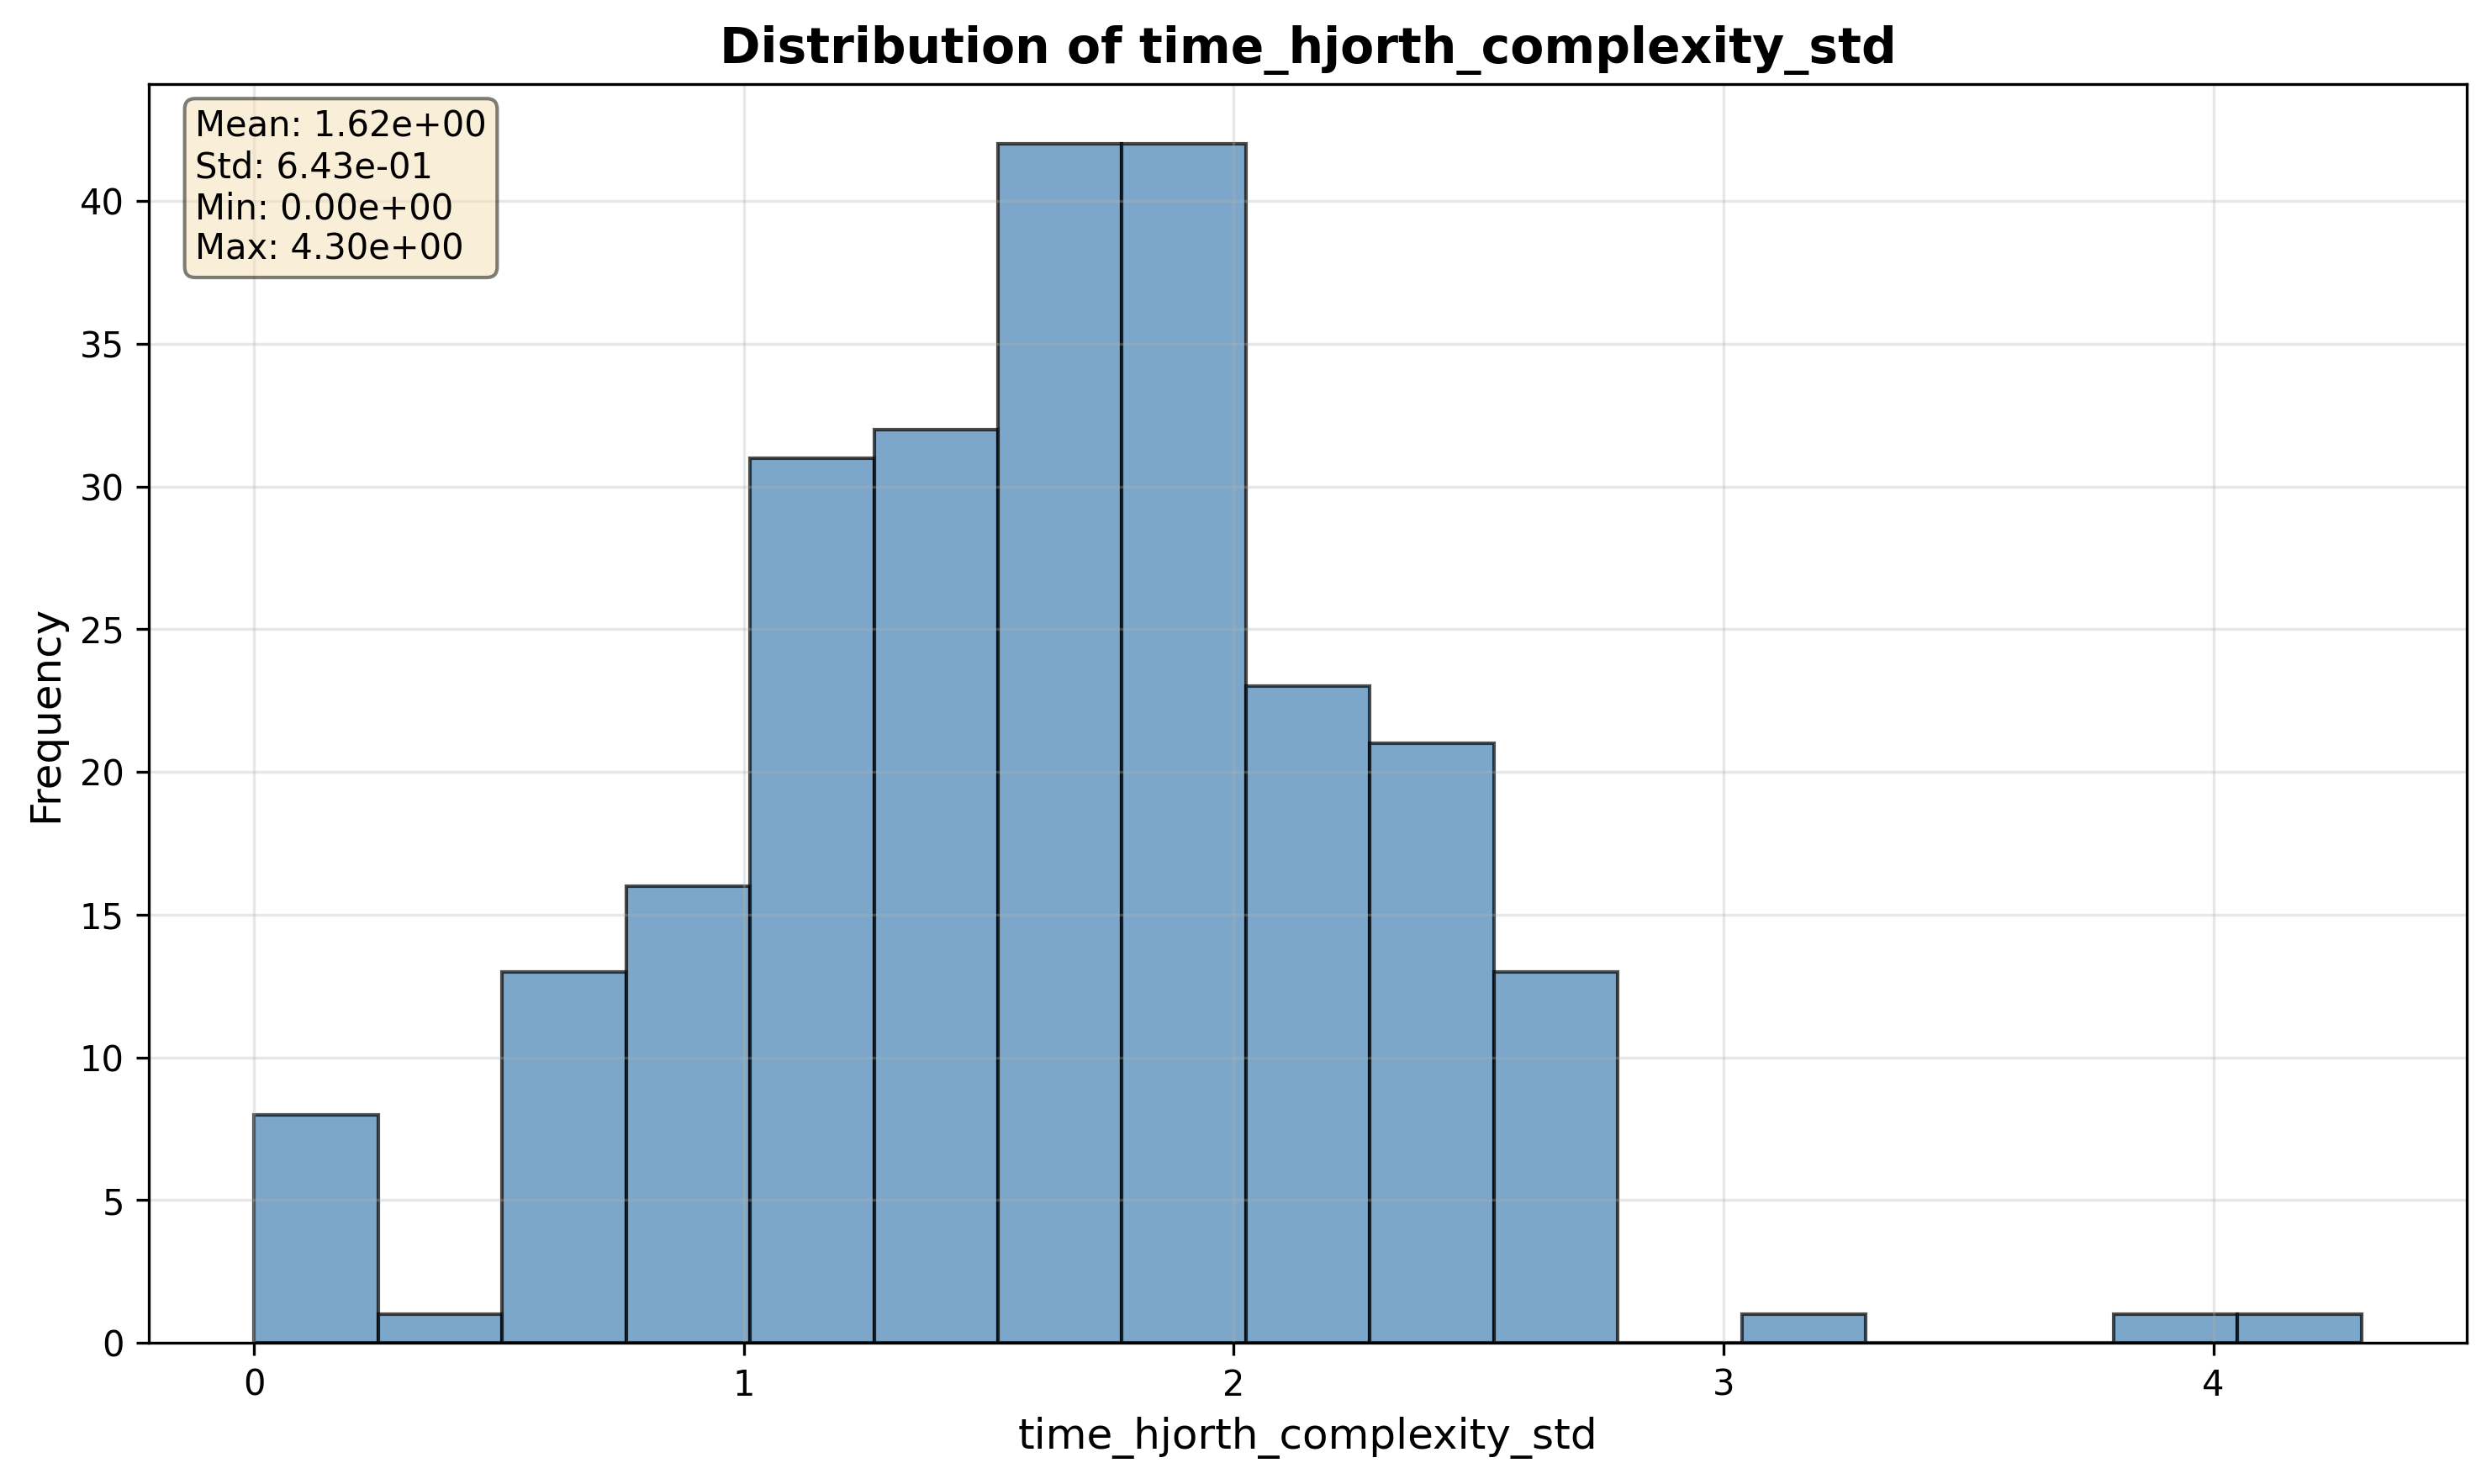 Distribution of time_hjorth_complexity_std
Mean: 1.62e+00
Std: 6.43e-01
Min: 0.00e+00
Max: 4.30e+00
Frequency
40
35
30
25
20
15
10
5
0
0 1 2 3 4
time_hjorth_complexity_std